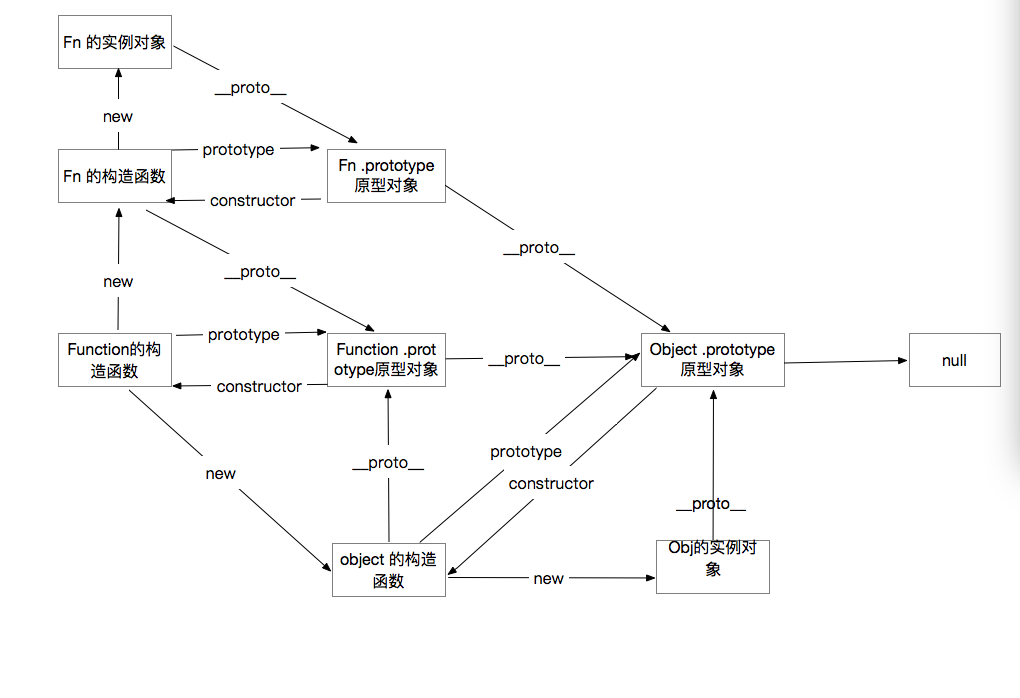 Fn 的实例对象
__proto__
new
prototype
Fn 的构造函数
Fn .prototype
原型对象
constructor
__proto__
__proto__
new
prototype
Function的构
造函数
Function .prot
otype原型对象
__proto__
Object .prototype
原型对象
null
constructor
prototype
__proto__
new
constructor
__proto__
object 的构造
函数
new
Obj的实例对
象